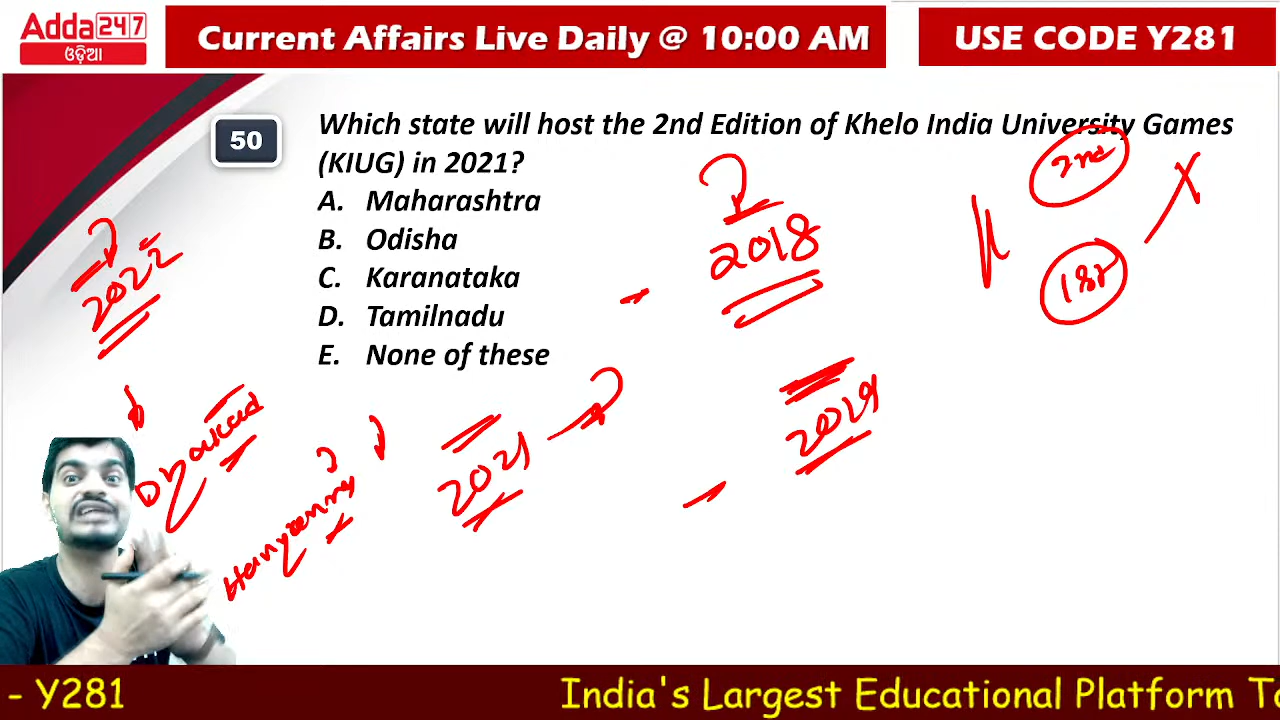 Adda247
ଓଡ଼ିଆ
Current Affairs Live Daily @ 10:00 AM
USE CODE Y281
50
Which state will host the 2nd Edition of Khelo India University Games
(KIUG) in 2021?
A. Maharashtra
B. Odisha
C. Karanataka
D. Tamilnadu
E. None of these
2nd
1st
2018
2022
2021
- Y281
India's Largest Educational Platform To